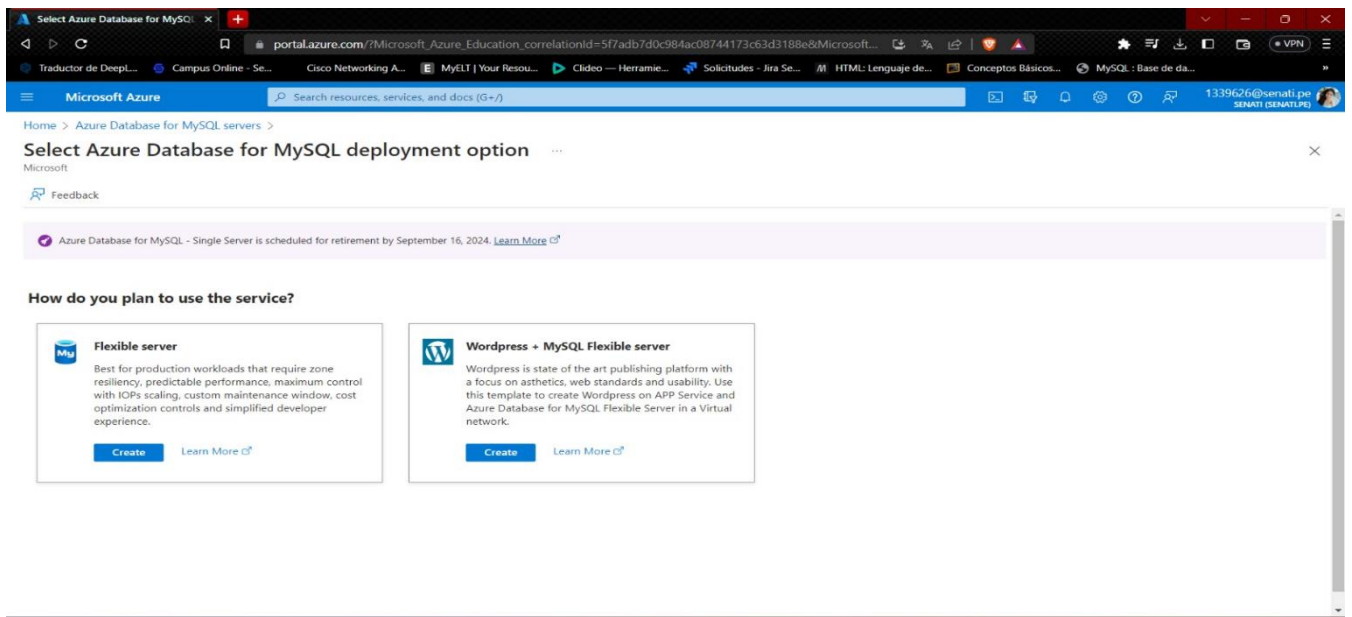 Select Azure Database for MySQL
portal.azure.com/?Microsoft_Azure_Education_correlationId=5f7adb7d0c984ac08744173c63d3188e&Microsoft...
VPN
Traductor de DeepL... Campus Online - Se... Cisco Networking A... MyELT | Your Resou... Clideo — Herramie... Solicitudes - Jira Se... HTML: Lenguaje de... Conceptos Básicos... MySQL : Base de da... »
Microsoft Azure
Search resources, services, and docs (G+/)
1339626@senati.pe
SENATI (SENATI.PE)
Home > Azure Database for MySQL servers >
Select Azure Database for MySQL deployment option ...
Microsoft
Feedback
Azure Database for MySQL - Single Server is scheduled for retirement by September 16, 2024. Learn More
How do you plan to use the service?
My
Flexible server
Best for production workloads that require zone
resiliency, predictable performance, maximum control
with IOPs scaling, custom maintenance window, cost
optimization controls and simplified developer
experience.
Create Learn More
Wordpress + MySQL Flexible server
Wordpress is state of the art publishing platform with
a focus on asthetics, web standards and usability. Use
this template to create Wordpress on APP Service and
Azure Database for MySQL Flexible Server in a Virtual
network.
Create Learn More